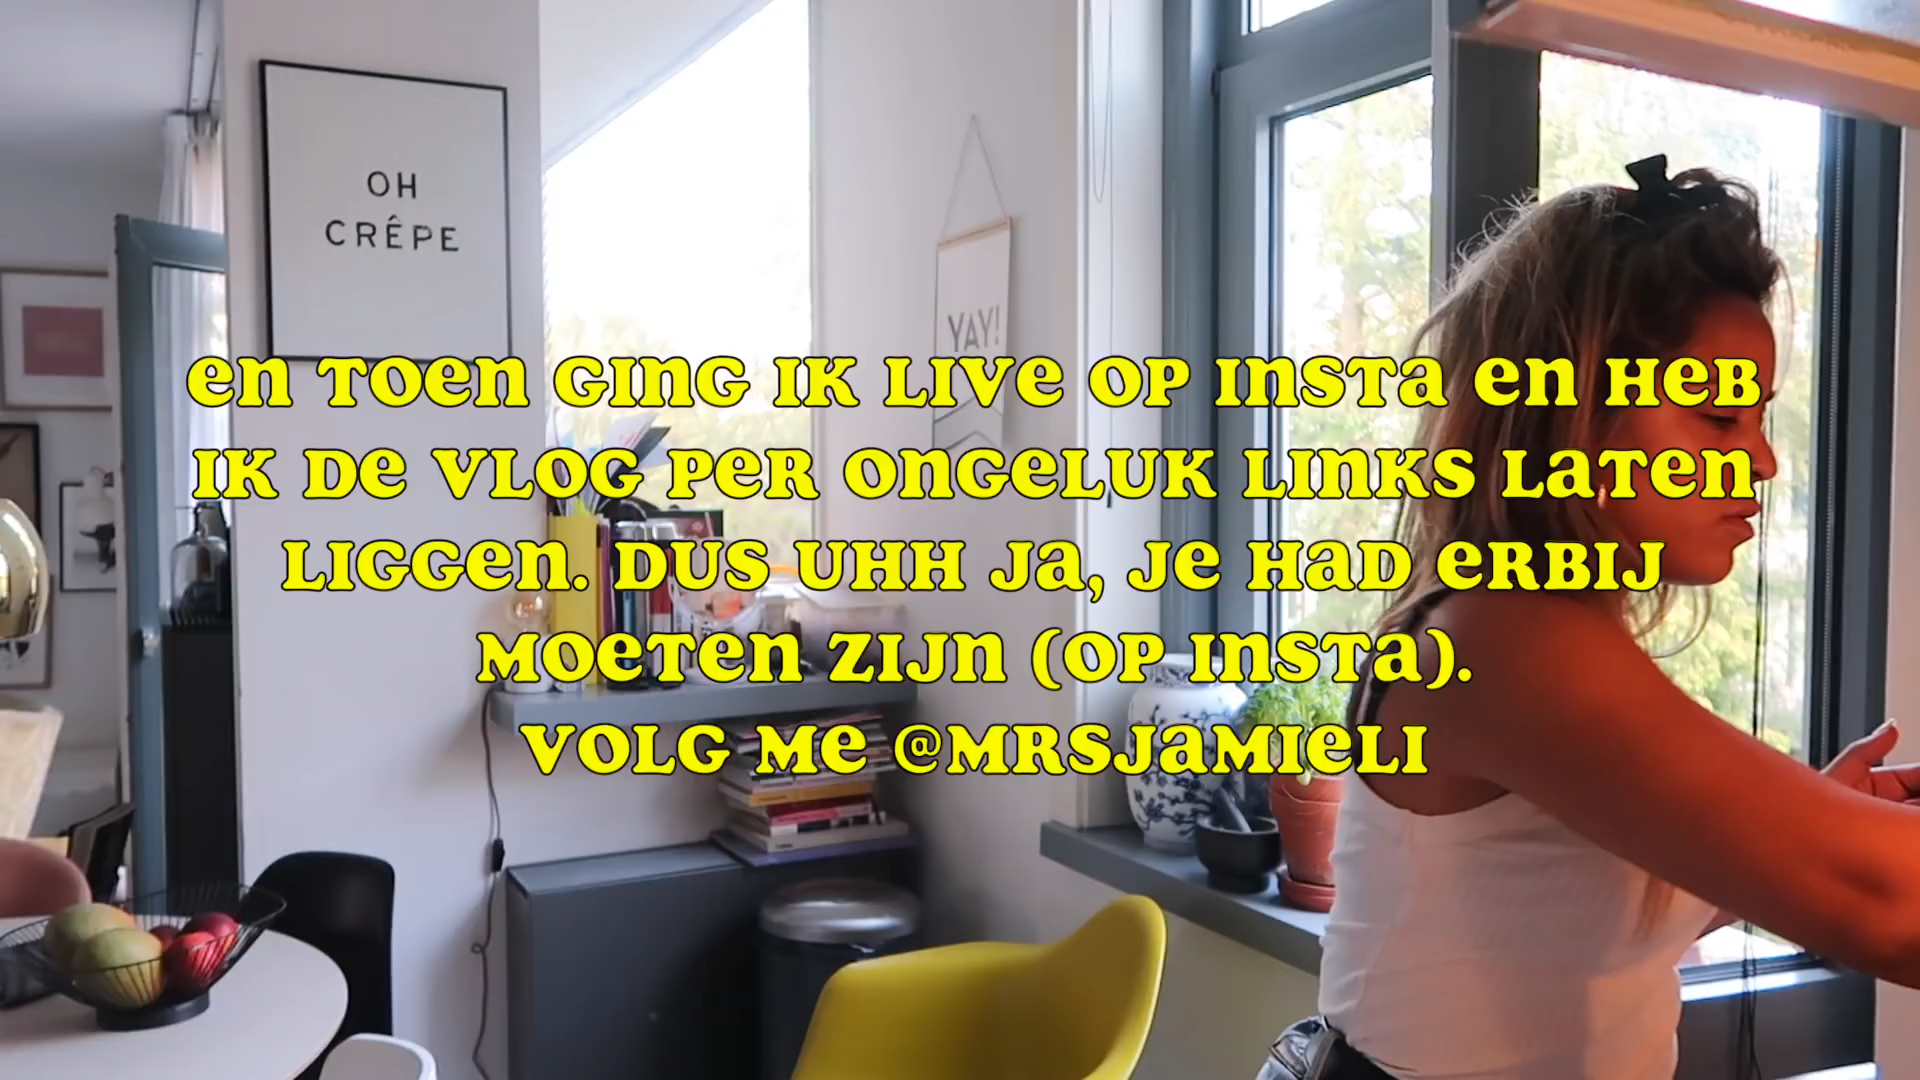 OH
CRÊPE
YAY!
en Toen GInG IK LIVe OP InSTa en HeB
IK De VLOG PeR OnGeLUK LInKS LaTen
LIGGen. DUS UHH Ja, Je HaD eRBIJ
MOeTen ZIJn (OP InSTa).
VOLG Me @MRSJaMIeLI